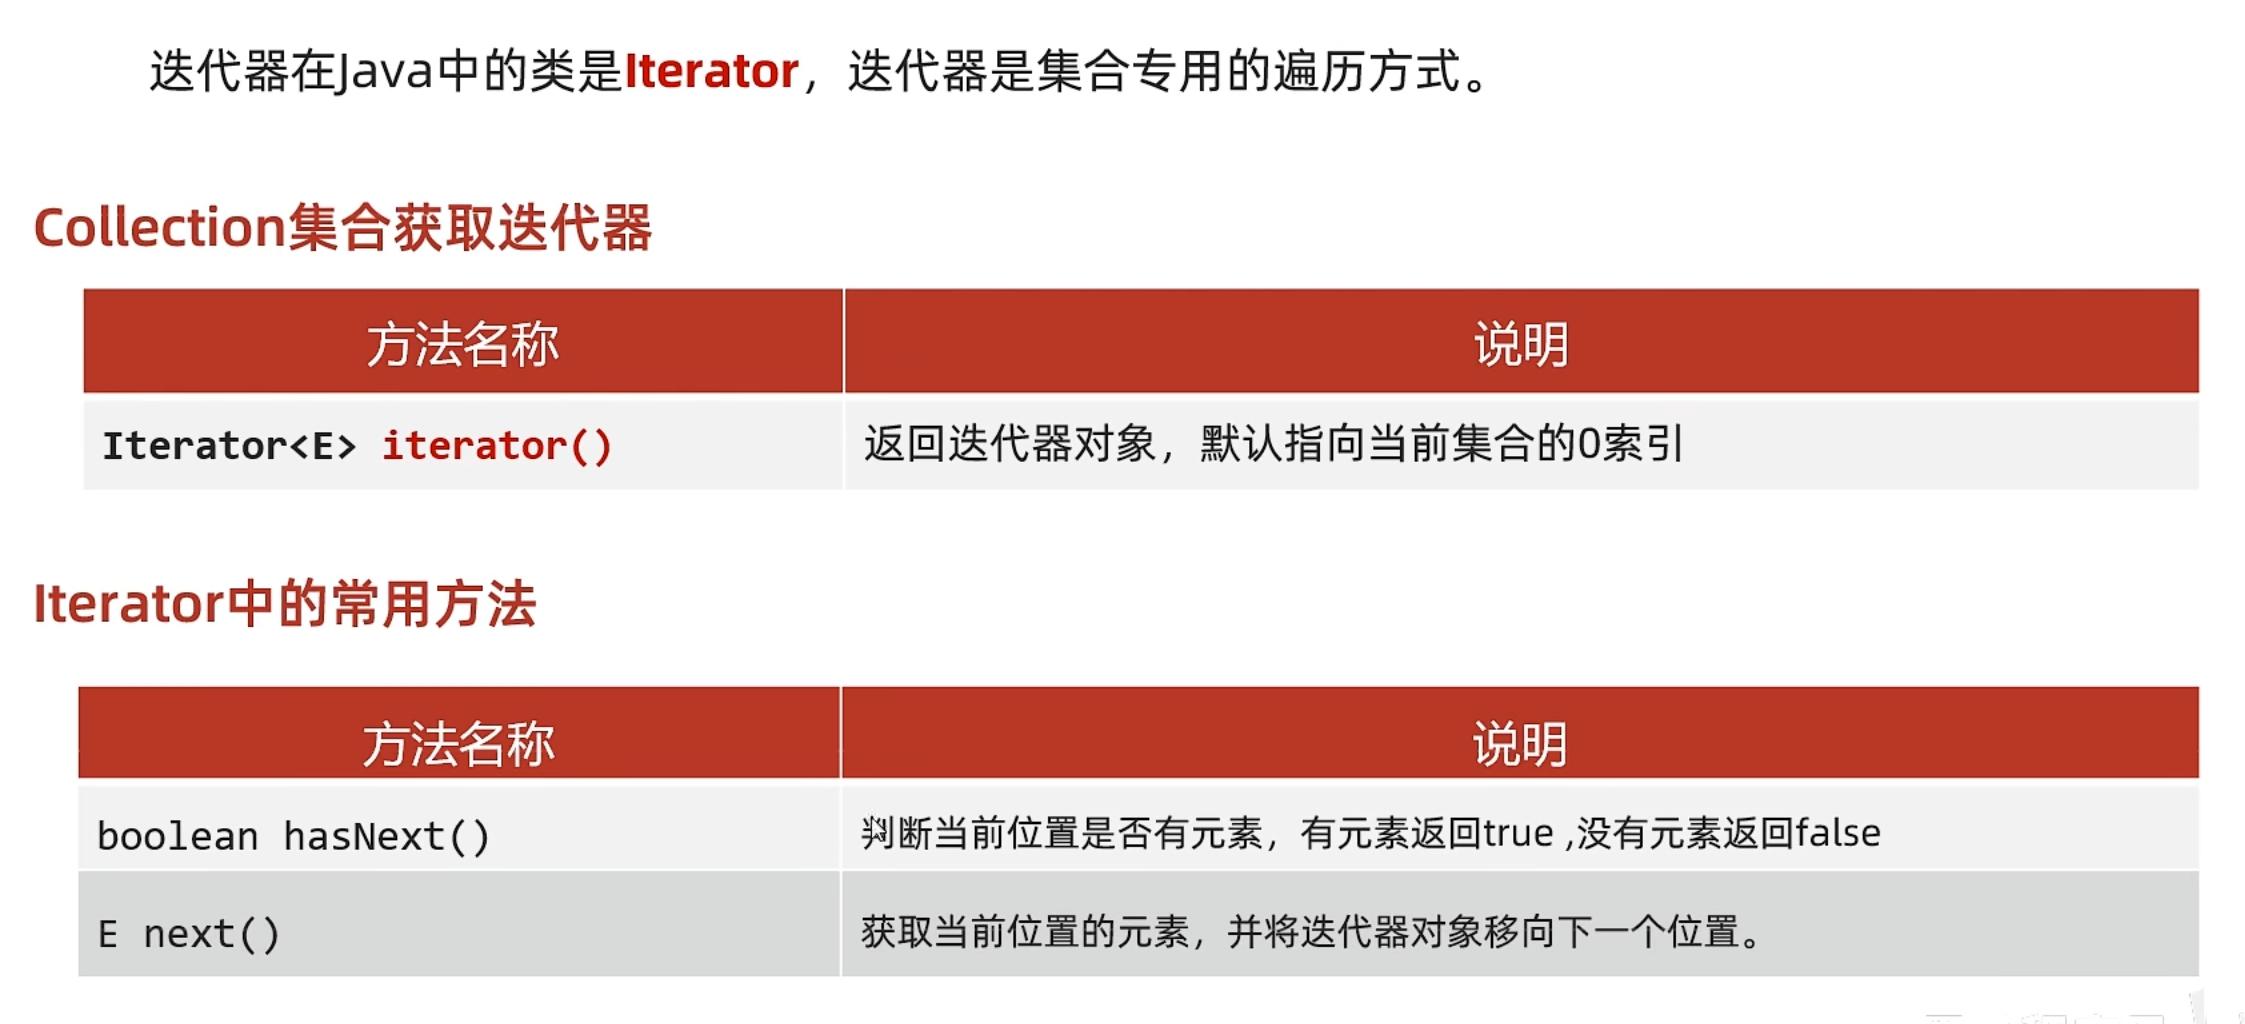 迭代器在Java中的类是Iterator，迭代器是集合专用的遍历方式。
Collection集合获取迭代器
方法名称 说明
Iterator<E> iterator() 返回迭代器对象，默认指向当前集合的0索引
Iterator中的常用方法
方法名称 说明
boolean hasNext() 判断当前位置是否有元素，有元素返回true ,没有元素返回false
E next() 获取当前位置的元素，并将迭代器对象移向下一个位置。